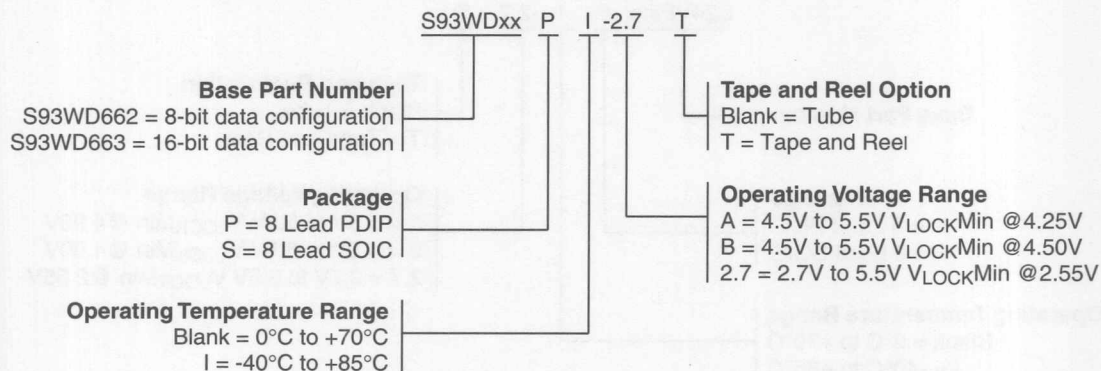 S93WDxx P I -2.7 T
Base Part Number
S93WD662 = 8-bit data configuration
S93WD663 = 16-bit data configuration
Tape and Reel Option
Blank = Tube
T = Tape and Reel
Package
P = 8 Lead PDIP
S = 8 Lead SOIC
Operating Voltage Range
A = 4.5V to 5.5V VLOCKMin @4.25V
B = 4.5V to 5.5V VLOCKMin @4.50V
2.7 = 2.7V to 5.5V VLOCKMin @2.55V
Operating Temperature Range
Blank = 0°C to +70°C
I = -40°C to +85°C